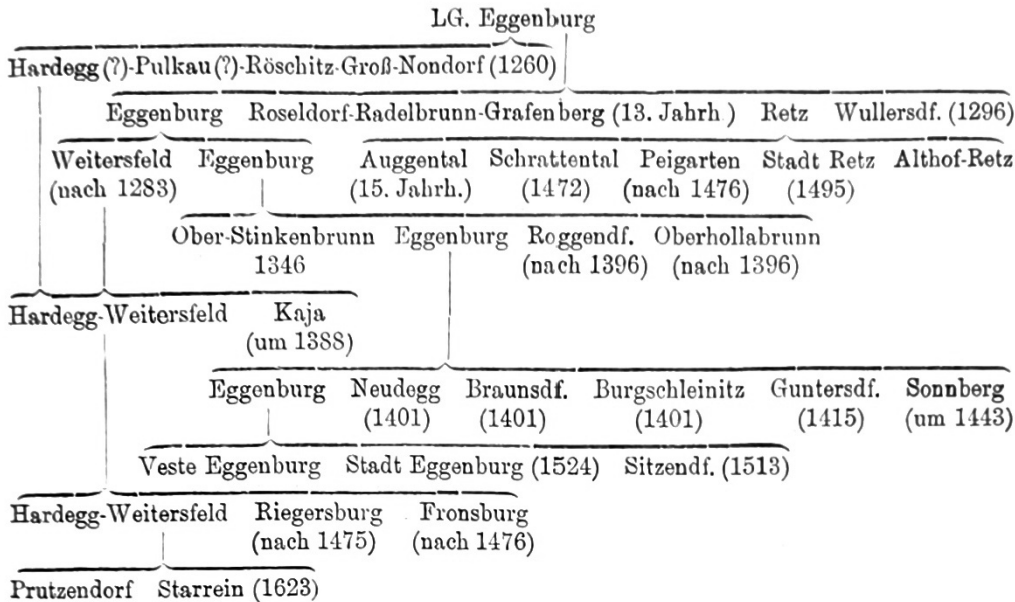 LG. Eggenburg
Hardegg (?)-Pulkau (?)-Röschitz-Groß-Nondorf (1260)
Eggenburg Roseldorf-Radelbrunn-Grafenberg (13. Jahrh.) Retz Wullersdf. (1296)
Weitersfeld Eggenburg Auggental Schrattental Peigarten Stadt Retz Althof-Retz
(nach 1283) (15. Jahrh.) (1472) (nach 1476) (1495)
Ober-Stinkenbrunn Eggenburg Roggendf. Oberhollabrunn
1346 (nach 1396) (nach 1396)
Hardegg-Weitersfeld Kaja
(um 1388)
Eggenburg Neudegg Braunsdf. Burgschleinitz Guntersdf. Sonnberg
(1401) (1401) (1401) (1415) (um 1443)
Veste Eggenburg Stadt Eggenburg (1524) Sitzendf. (1513)
Hardegg-Weitersfeld Riegersburg Fronsburg
(nach 1475) (nach 1476)
Prutzendorf Starrein (1623)